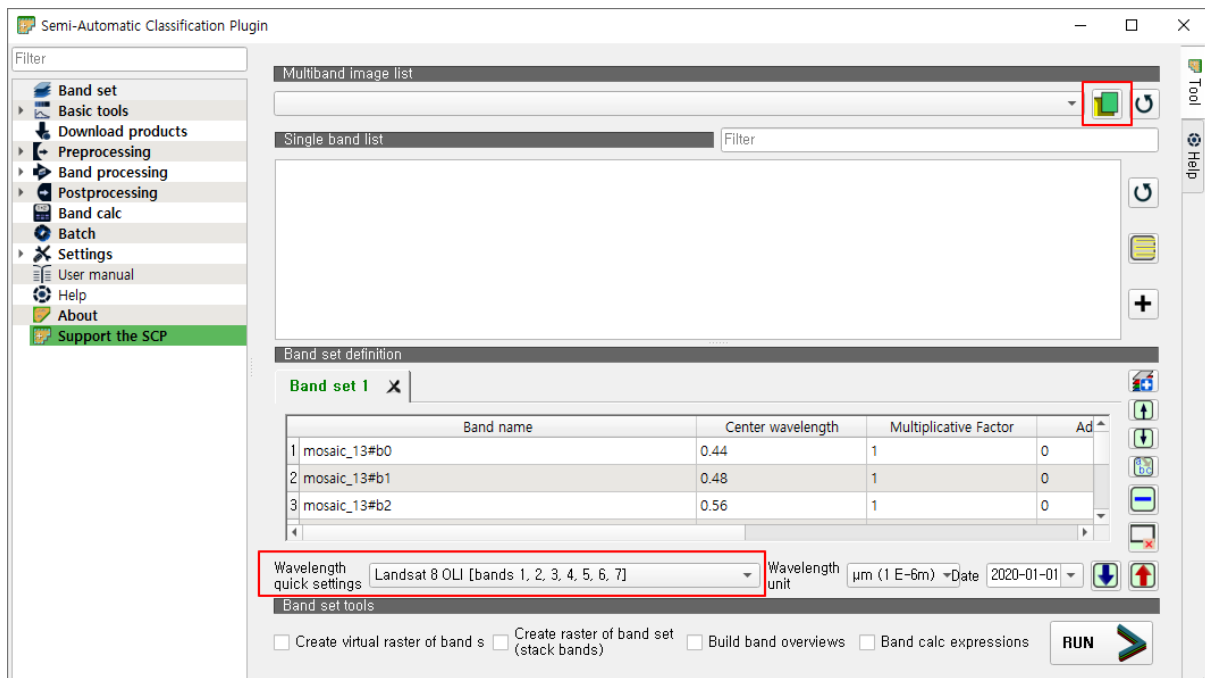 Semi-Automatic Classification Plugin
Filter
Band set
Basic tools
Download products
Preprocessing
Band processing
Postprocessing
Band calc
Batch
Settings
User manual
Help
About
Support the SCP
Multiband image list
Single band list
Filter
Band set definition
Band set 1
Band name Center wavelength Multiplicative Factor Ad
1 mosaic_13#b0 0.44 1 0
2 mosaic_13#b1 0.48 1 0
3 mosaic_13#b2 0.56 1 0
Wavelength
quick settings
Landsat 8 OLI [bands 1, 2, 3, 4, 5, 6, 7]
Wavelength
unit
μm (1 E-6m)
Date
2020-01-01
Band set tools
Create virtual raster of band s
Create raster of band set
(stack bands)
Build band overviews
Band calc expressions
RUN
Tool
Help